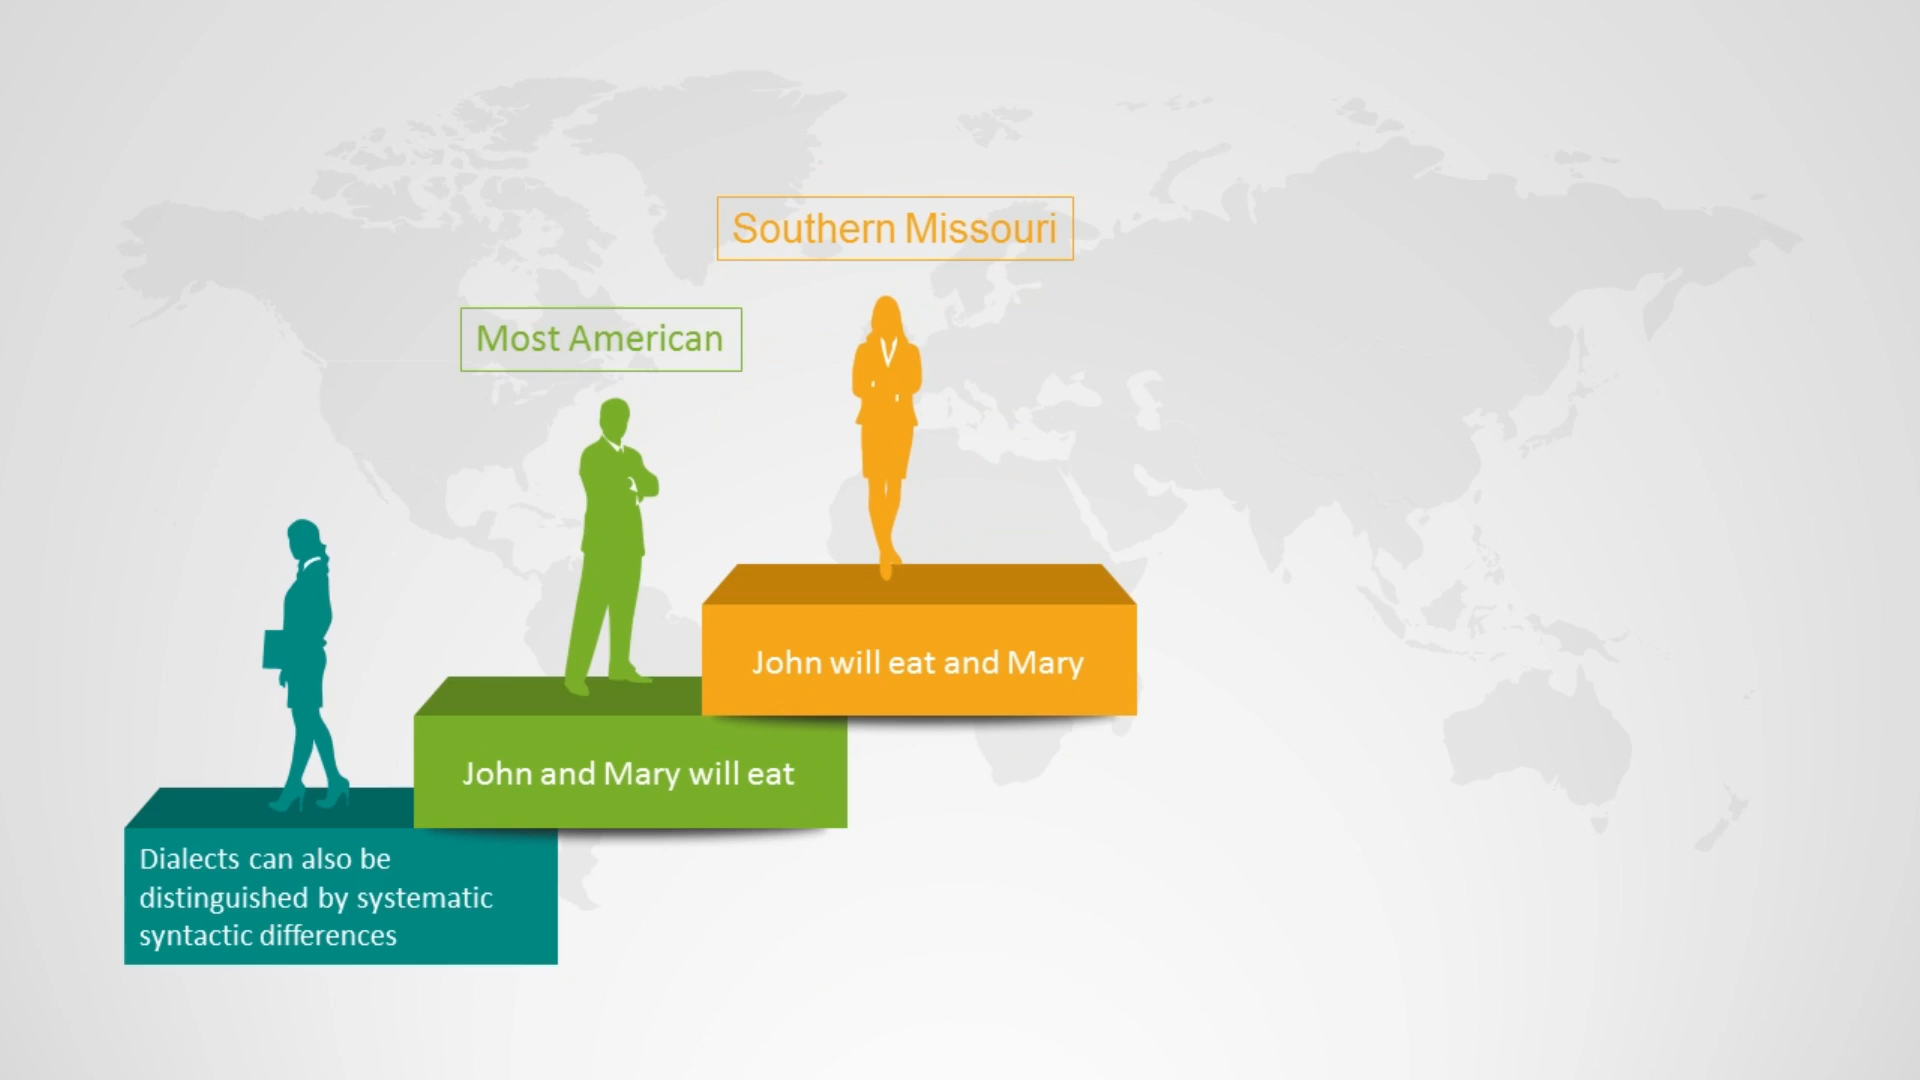 Southern Missouri
Most American
John will eat and Mary
John and Mary will eat
Dialects can also be
distinguished by systematic
syntactic differences